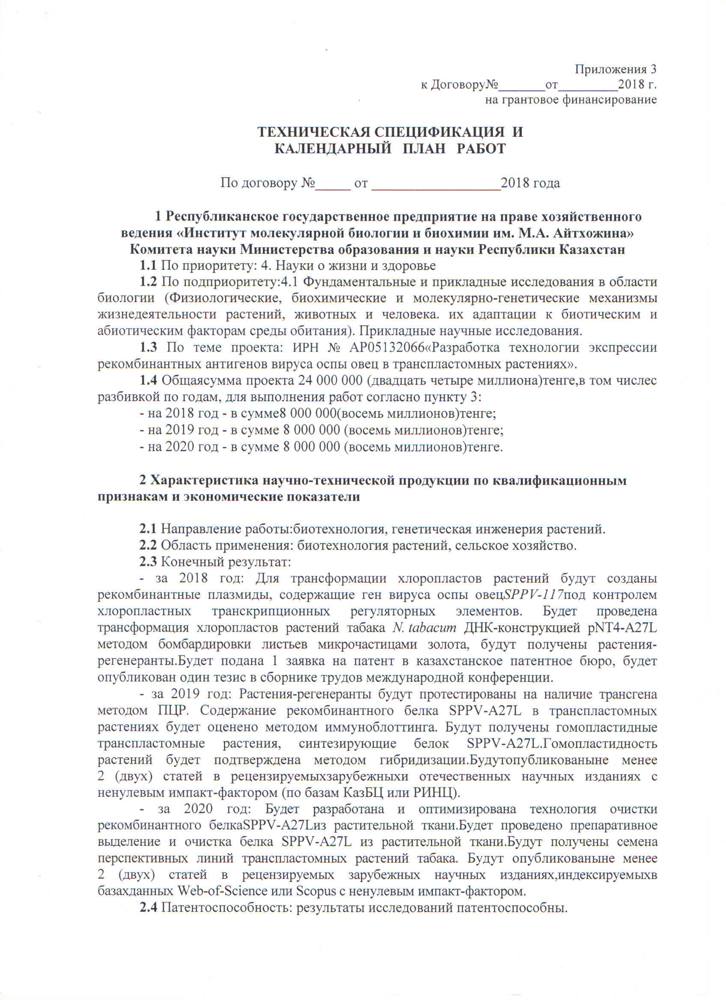 Приложения 3
к Договору№_______от_________2018 г.
на грантовое финансирование
ТЕХНИЧЕСКАЯ СПЕЦИФИКАЦИЯ И
КАЛЕНДАРНЫЙ ПЛАН РАБОТ
По договору №_____ от __________________2018 года
1 Республиканское государственное предприятие на праве хозяйственного
ведения «Институт молекулярной биологии и биохимии им. М.А. Айтхожина»
Комитета науки Министерства образования и науки Республики Казахстан
1.1 По приоритету: 4. Науки о жизни и здоровье
1.2 По подприоритету:4.1 Фундаментальные и прикладные исследования в области
биологии (Физиологические, биохимические и молекулярно-генетические механизмы
жизнедеятельности растений, животных и человека. их адаптации к биотическим и
абиотическим факторам среды обитания). Прикладные научные исследования.
1.3 По теме проекта: ИРН № AP05132066«Разработка технологии экспрессии
рекомбинантных антигенов вируса оспы овец в транспластомных растениях».
1.4 Общаясумма проекта 24 000 000 (двадцать четыре миллиона)тенге,в том числес
разбивкой по годам, для выполнения работ согласно пункту 3:
- на 2018 год - в сумме8 000 000(восемь миллионов)тенге;
- на 2019 год - в сумме 8 000 000 (восемь миллионов)тенге;
- на 2020 год - в сумме 8 000 000 (восемь миллионов)тенге.
2 Характеристика научно-технической продукции по квалификационным
признакам и экономические показатели
2.1 Направление работы:биотехнология, генетическая инженерия растений.
2.2 Область применения: биотехнология растений, сельское хозяйство.
2.3 Конечный результат:
- за 2018 год: Для трансформации хлоропластов растений будут созданы
рекомбинантные плазмиды, содержащие ген вируса оспы овецSPPV-117под контролем
хлоропластных транскрипционных регуляторных элементов. Будет проведена
трансформация хлоропластов растений табака N. tabacum ДНК-конструкцией pNT4-A27L
методом бомбардировки листьев микрочастицами золота, будут получены растения-
регенеранты.Будет подана 1 заявка на патент в казахстанское патентное бюро, будет
опубликован один тезис в сборнике трудов международной конференции.
- за 2019 год: Растения-регенеранты будут протестированы на наличие трансгена
методом ПЦР. Содержание рекомбинантного белка SPPV-A27L в транспластомных
растениях будет оценено методом иммуноблоттинга. Будут получены гомопластидные
транспластомные растения, синтезирующие белок SPPV-A27L.Гомопластидность
растений будет подтверждена методом гибридизации.Будутопубликованыне менее
2 (двух) статей в рецензируемыхзарубежныхи отечественных научных изданиях с
ненулевым импакт-фактором (по базам КазБЦ или РИНЦ).
- за 2020 год: Будет разработана и оптимизирована технология очистки
рекомбинантного белкаSPPV-A27Lиз растительной ткани.Будет проведено препаративное
выделение и очистка белка SPPV-A27L из растительной ткани.Будут получены семена
перспективных линий транспластомных растений табака. Будут опубликованыне менее
2 (двух) статей в рецензируемых зарубежных научных изданиях,индексируемыхв
базахданных Web-of-Science или Scopus с ненулевым импакт-фактором.
2.4 Патентоспособность: результаты исследований патентоспособны.